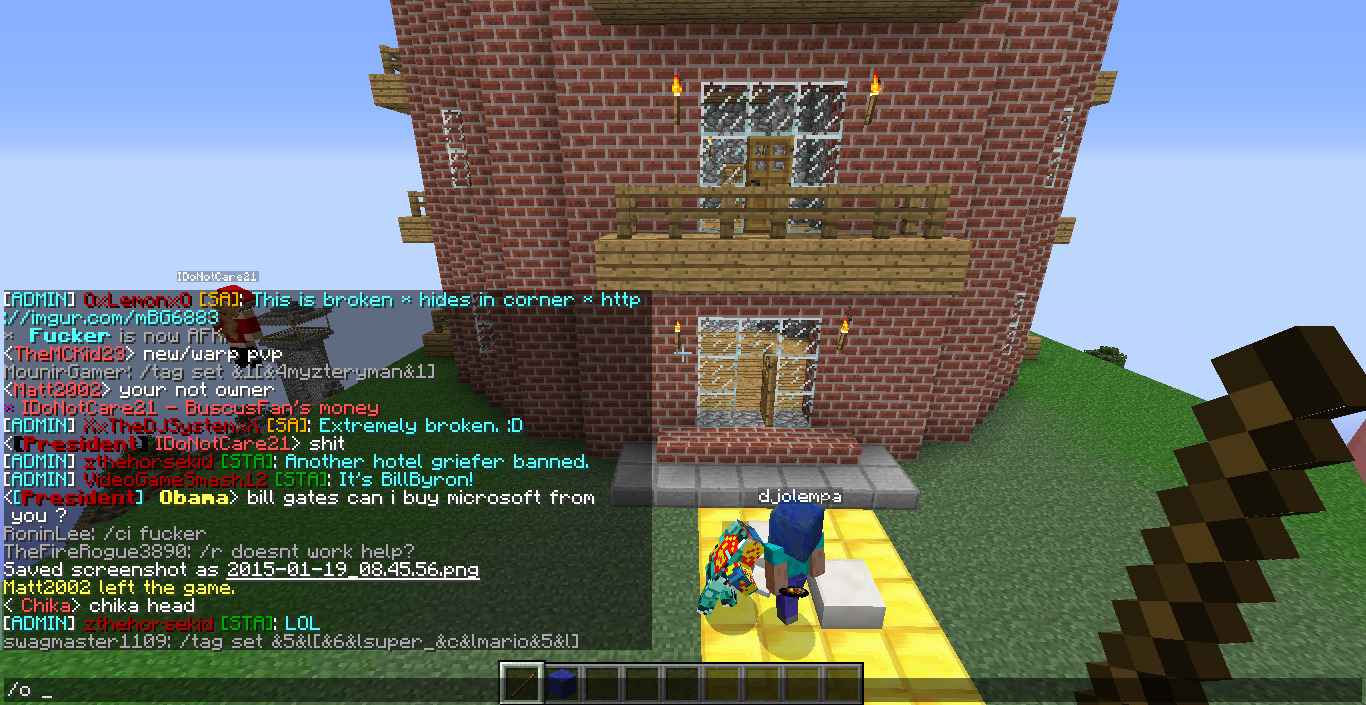 IDoNotCare21
[ADMIN] OxLemonxO [SA]: This is broken * hides in corner * http
://imgur.com/mBG6883
* Fucker is now AFK
<TheMCKid23> new/warp pvp
MounirGamer: /tag set &1[&4myzteryman&1]
<Matt2002> your not owner
* IDoNotCare21 - BuscusFan's money
[ADMIN] XxTheDJSystemxX [SA]: Extremely broken. :D
<[President] IDoNotCare21> shit
[ADMIN] zthehorsekid [STA]: Another hotel griefer banned.
[ADMIN] VideoGameSmash12 [STA]: It's BillByron!
<[President] Obama> bill gates can i buy microsoft from
you ?
RoninLee: /ci fucker
TheFireRogue3890: /r doesnt work help?
Saved screenshot as 2015-01-19_08.45.56.png
Matt2002 left the game.
< Chika> chika head
[ADMIN] zthehorsekid [STA]: LOL
swagmaster1109: /tag set &5&l[&6&lsuper_&c&lmario&5&l]
djolempa
/o _